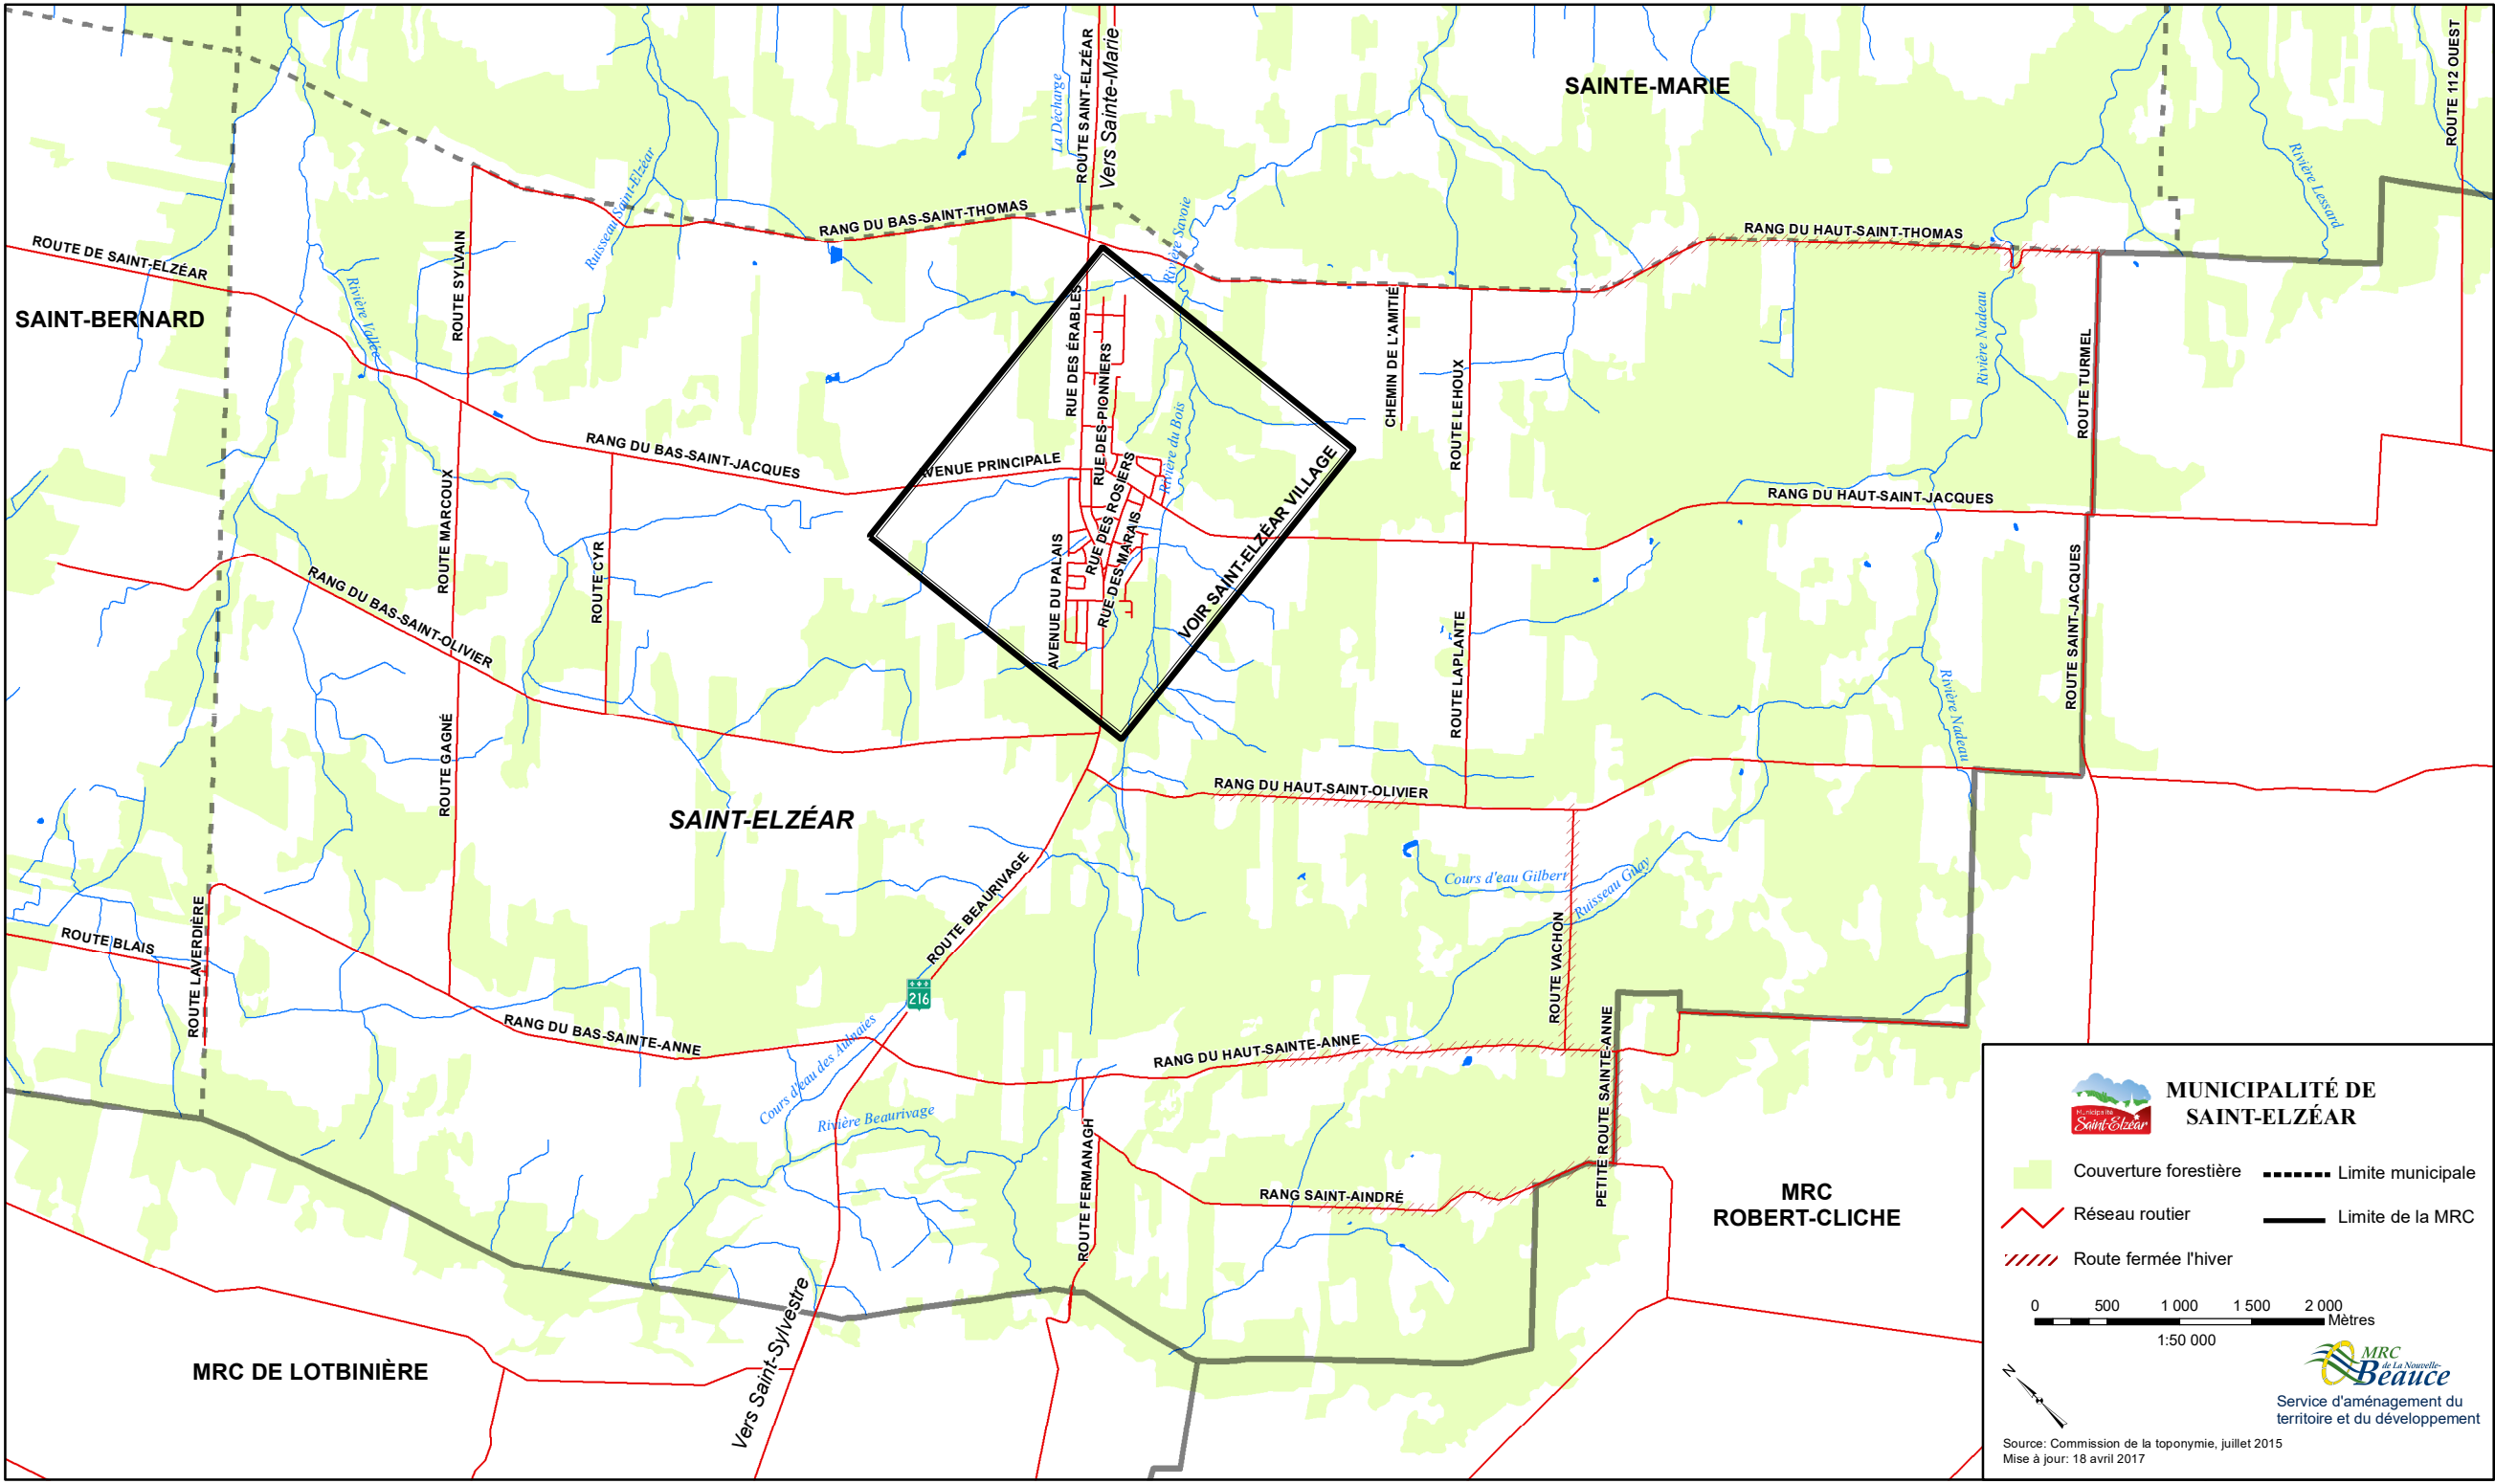 ROUTE SAINT-ELZÉAR
Vers Sainte-Marie
La Décharge
SAINTE-MARIE
ROUTE 112 OUEST
Rivière Lessard
Ruisseau Saint-Elzéar
RANG DU BAS-SAINT-THOMAS
Rivière Savoie
RANG DU HAUT-SAINT-THOMAS
ROUTE DE SAINT-ELZÉAR
SAINT-BERNARD
Rivière Vallée
ROUTE SYLVAIN
RUE DES ÉRABLES
RUE DES-PIONNIERS
CHEMIN DE L'AMITIÉ
ROUTE LEHOUX
Rivière Nadeau
ROUTE TURMEL
RANG DU BAS-SAINT-JACQUES
AVENUE PRINCIPALE
Rivière du Bois
RUE DES ROSIERS
RUE DES MARAIS
AVENUE DU PALAIS
VOIR SAINT-ELZÉAR VILLAGE
RANG DU HAUT-SAINT-JACQUES
ROUTE MARCOUX
ROUTE CYR
RANG DU BAS-SAINT-OLIVIER
ROUTE LAPLANTE
ROUTE SAINT-JACQUES
Rivière Nadeau
ROUTE GAGNÉ
SAINT-ELZÉAR
RANG DU HAUT-SAINT-OLIVIER
ROUTE BEAURIVAGE
216
Cours d'eau Gilbert
Ruisseau Guay
ROUTE VACHON
ROUTE BLAIS
ROUTE LAVERDIÈRE
RANG DU BAS-SAINTE-ANNE
Cours d'eau des Aulnaies
Rivière Beaurivage
RANG DU HAUT-SAINTE-ANNE
PETITE ROUTE SAINTE-ANNE
ROUTE FERMANAGH
RANG SAINT-AINDRÉ
MRC
ROBERT-CLICHE
MRC DE LOTBINIÈRE
Vers Saint-Sylvestre
Municipalité
Saint-Elzéar
MUNICIPALITÉ DE
SAINT-ELZÉAR
Couverture forestière
Limite municipale
Réseau routier
Limite de la MRC
Route fermée l'hiver
0 500 1 000 1 500 2 000
Mètres
1:50 000
N
MRC
de La Nouvelle-
Beauce
Service d'aménagement du
territoire et du développement
Source: Commission de la toponymie, juillet 2015
Mise à jour: 18 avril 2017